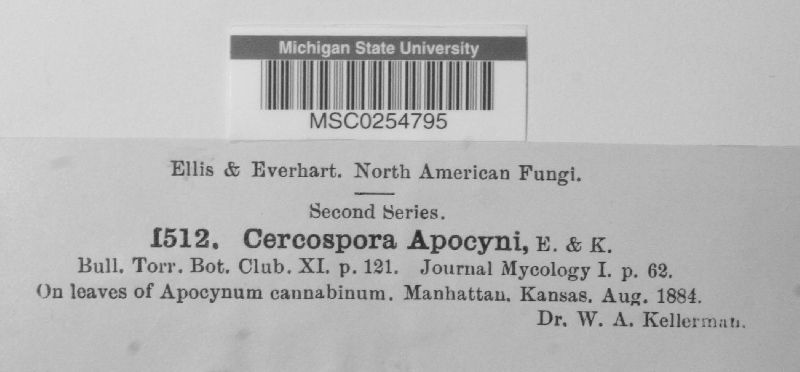 Michigan State University
MSC0254795
Ellis & Everhart. North American Fungi.
Second Series.
1512. Cercospora Apocyni, E. & K.
Bull. Torr. Bot. Club. XI. p. 121. Journal Mycology I. p. 62.
On leaves of Apocynum cannabinum. Manhattan. Kansas. Aug. 1884.
Dr. W. A. Kellerman.